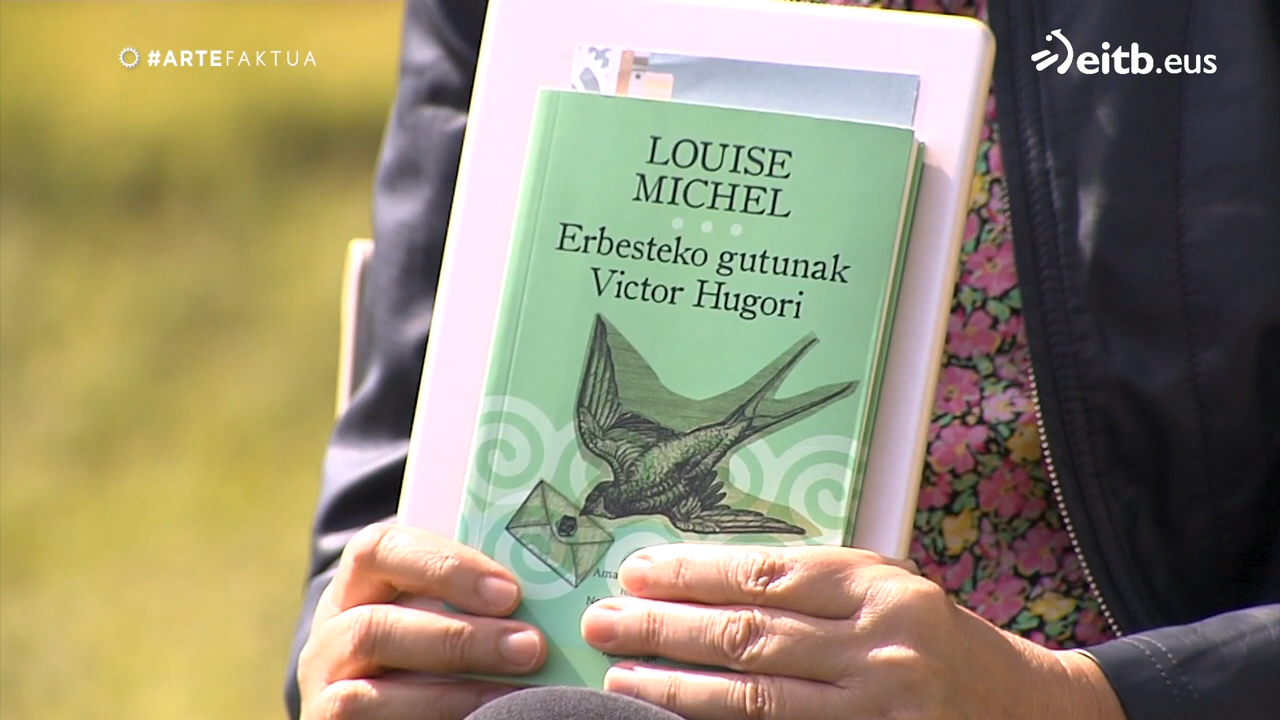 #ARTEFAKTUA
eitb.eus
LOUISE
MICHEL
Erbesteko gutunak
Victor Hugori